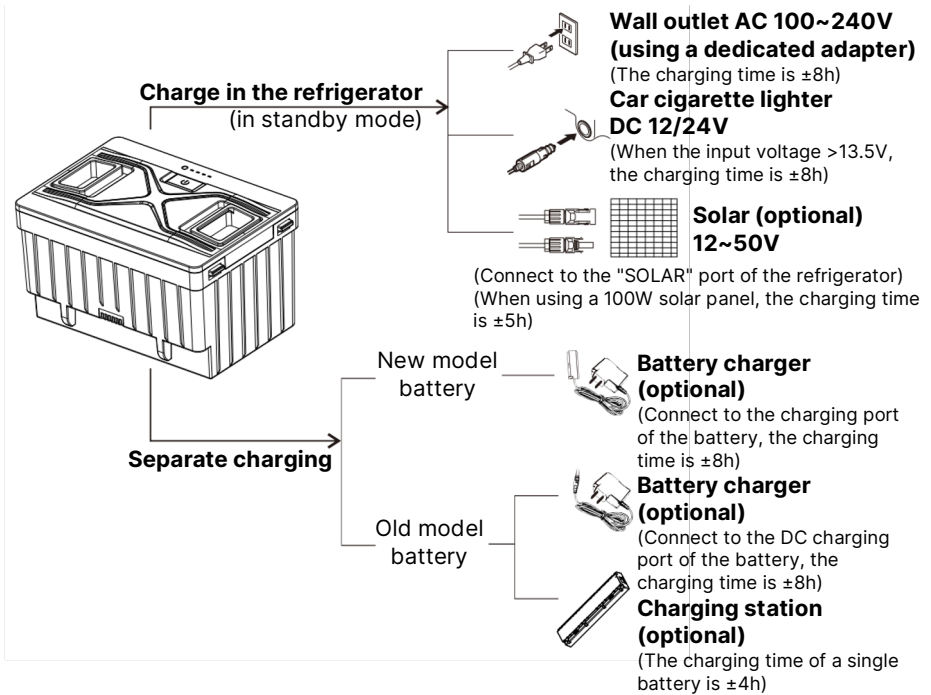 Wall outlet AC 100~240V
(using a dedicated adapter)
(The charging time is ±8h)
Charge in the refrigerator
(in standby mode)
Car cigarette lighter
DC 12/24V
(When the input voltage >13.5V,
the charging time is ±8h)
Solar (optional)
12~50V
(Connect to the "SOLAR" port of the refrigerator)
(When using a 100W solar panel, the charging time
is ±5h)
New model
battery
Battery charger
(optional)
(Connect to the charging port
of the battery, the charging
time is ±8h)
Separate charging
Old model
battery
Battery charger
(optional)
(Connect to the DC charging
port of the battery, the
charging time is ±8h)
Charging station
(optional)
(The charging time of a single
battery is ±4h)